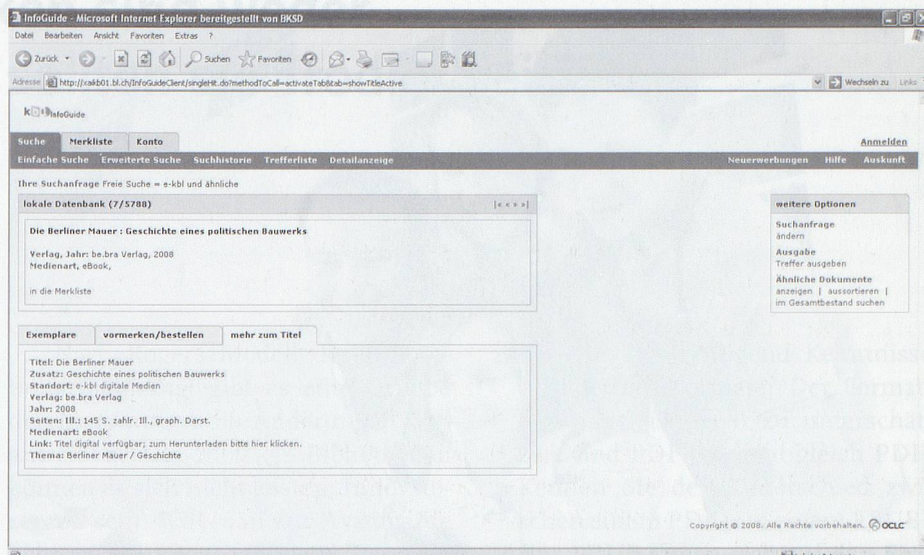 InfoGuide - Microsoft Internet Explorer bereitgestellt von BKSD
Datei Bearbeiten Ansicht Favoriten Extras ?
Zurück Suchen Favoriten
Adresse http://cakb01.bl.ch/InfoGuideClient/singleHit.do?methodToCall=activateTab&tab=showTitleActive Wechseln zu Links
InfoGuide
Suche Merkliste Konto Anmelden
Einfache Suche Erweiterte Suche Suchhistorie Trefferliste Detailanzeige Neuerwerbungen Hilfe Auskunft
Ihre Suchanfrage Freie Suche = e-kbl und ähnliche
lokale Datenbank (7/5788) |« < > »|
Die Berliner Mauer : Geschichte eines politischen Bauwerks
Verlag, Jahr: be.bra Verlag, 2008
Medienart, eBook,
in die Merkliste
weitere Optionen
Suchanfrage
ändern
Ausgabe
Treffer ausgeben
Ähnliche Dokumente
anzeigen | aussortieren |
im Gesamtbestand suchen
Exemplare vormerken/bestellen mehr zum Titel
Titel: Die Berliner Mauer
Zusatz: Geschichte eines politischen Bauwerks
Standort: e-kbl digitale Medien
Verlag: be.bra Verlag
Jahr: 2008
Seiten: Ill.: 145 S. zahlr. Ill., graph. Darst.
Medienart: eBook
Link: Titel digital verfügbar; zum Herunterladen bitte hier klicken.
Thema: Berliner Mauer / Geschichte
Copyright © 2008. Alle Rechte vorbehalten. OCLC